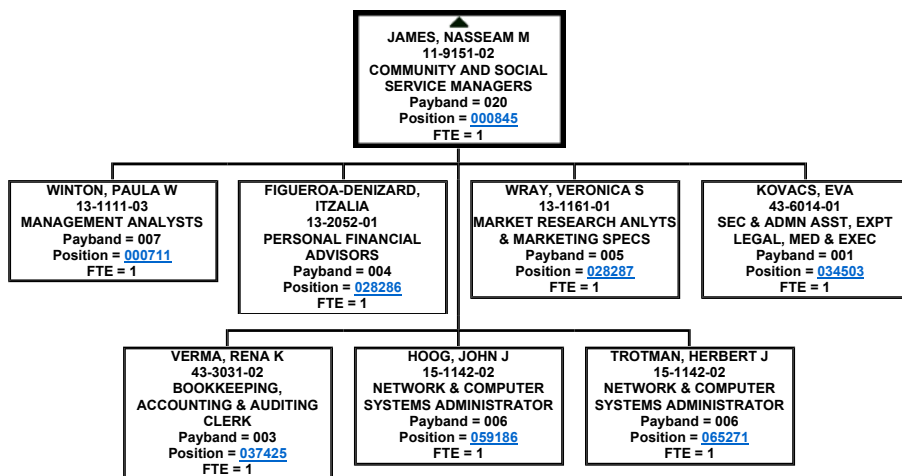 JAMES, NASSEAM M
11-9151-02
COMMUNITY AND SOCIAL
SERVICE MANAGERS
Payband = 020
Position = 000845
FTE = 1
WINTON, PAULA W
13-1111-03
MANAGEMENT ANALYSTS
Payband = 007
Position = 000711
FTE = 1
FIGUEROA-DENIZARD,
ITZALIA
13-2052-01
PERSONAL FINANCIAL
ADVISORS
Payband = 004
Position = 028286
FTE = 1
WRAY, VERONICA S
13-1161-01
MARKET RESEARCH ANLYTS
& MARKETING SPECS
Payband = 005
Position = 028287
FTE = 1
KOVACS, EVA
43-6014-01
SEC & ADMN ASST, EXPT
LEGAL, MED & EXEC
Payband = 001
Position = 034503
FTE = 1
VERMA, RENA K
43-3031-02
BOOKKEEPING,
ACCOUNTING & AUDITING
CLERK
Payband = 003
Position = 037425
FTE = 1
HOOG, JOHN J
15-1142-02
NETWORK & COMPUTER
SYSTEMS ADMINISTRATOR
Payband = 006
Position = 059186
FTE = 1
TROTMAN, HERBERT J
15-1142-02
NETWORK & COMPUTER
SYSTEMS ADMINISTRATOR
Payband = 006
Position = 065271
FTE = 1